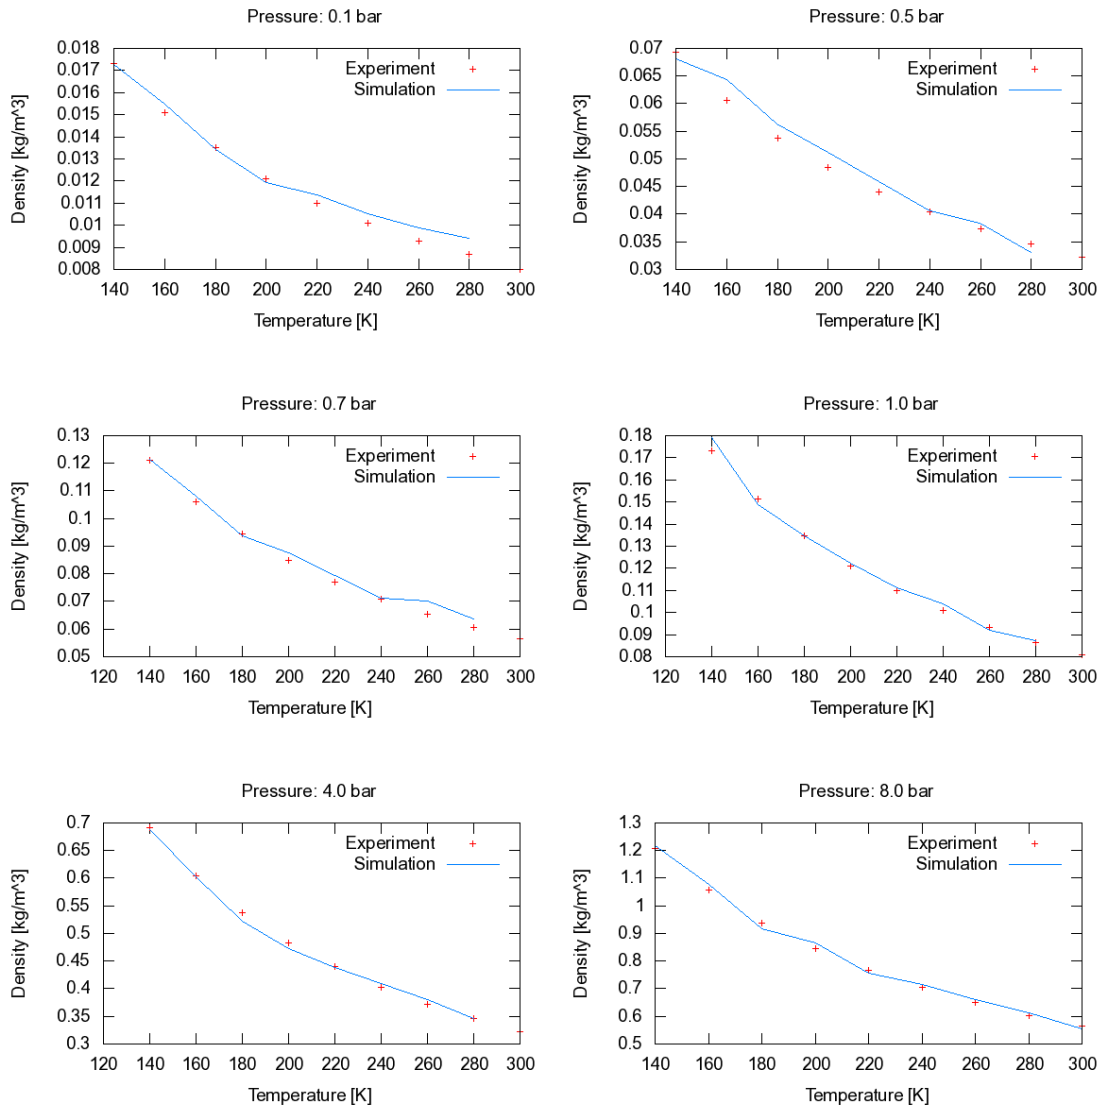 Pressure: 0.1 bar
0.018
0.017
0.016
0.015
0.014
0.013
0.012
0.011
0.01
0.009
0.008
Density [kg/m^3]
Experiment
Simulation
140 160 180 200 220 240 260 280 300
Temperature [K]
Pressure: 0.5 bar
0.07
0.065
0.06
0.055
0.05
0.045
0.04
0.035
0.03
Density [kg/m^3]
Experiment
Simulation
140 160 180 200 220 240 260 280 300
Temperature [K]
Pressure: 0.7 bar
0.13
0.12
0.11
0.1
0.09
0.08
0.07
0.06
0.05
Density [kg/m^3]
Experiment
Simulation
120 140 160 180 200 220 240 260 280 300
Temperature [K]
Pressure: 1.0 bar
0.18
0.17
0.16
0.15
0.14
0.13
0.12
0.11
0.1
0.09
0.08
Density [kg/m^3]
Experiment
Simulation
120 140 160 180 200 220 240 260 280 300
Temperature [K]
Pressure: 4.0 bar
0.7
0.65
0.6
0.55
0.5
0.45
0.4
0.35
0.3
Density [kg/m^3]
Experiment
Simulation
120 140 160 180 200 220 240 260 280 300
Temperature [K]
Pressure: 8.0 bar
1.3
1.2
1.1
1
0.9
0.8
0.7
0.6
0.5
Density [kg/m^3]
Experiment
Simulation
140 160 180 200 220 240 260 280 300
Temperature [K]